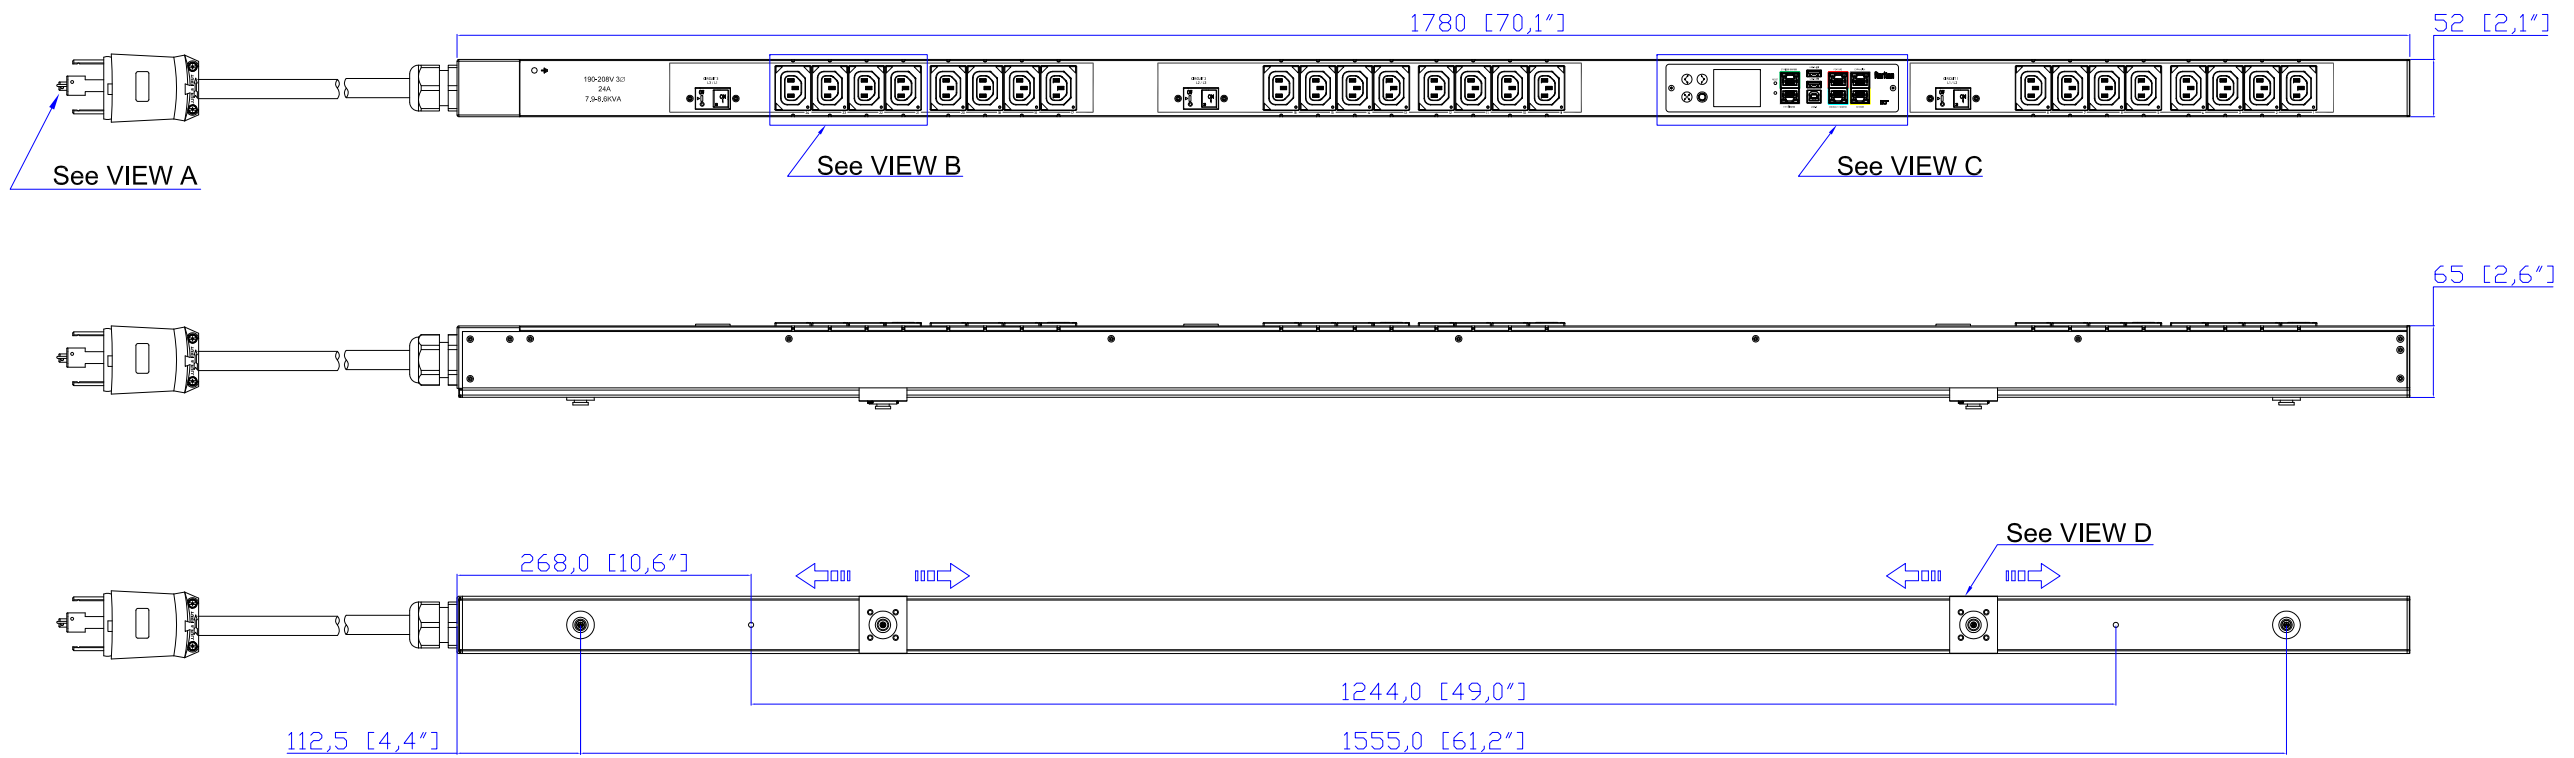 1780 [70,1"]
52 [2,1"]
190-208V 3∅
24A
7,9-8,6KVA
Raritan
See VIEW A
See VIEW B
See VIEW C
65 [2,6"]
See VIEW D
268,0 [10,6"]
1244,0 [49,0"]
112,5 [4,4"]
1555,0 [61,2"]